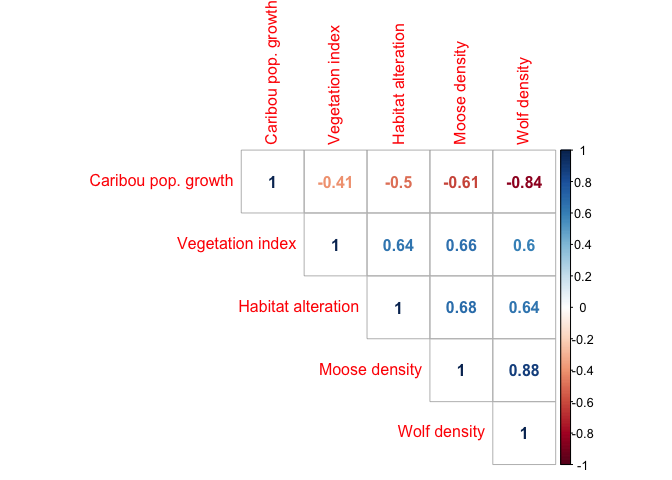 Caribou pop. growth
Vegetation index
Habitat alteration
Moose density
Wolf density
Caribou pop. growth 1 -0.41 -0.5 -0.61 -0.84
Vegetation index 1 0.64 0.66 0.6
Habitat alteration 1 0.68 0.64
Moose density 1 0.88
Wolf density 1
1
0.8
0.6
0.4
0.2
0
-0.2
-0.4
-0.6
-0.8
-1